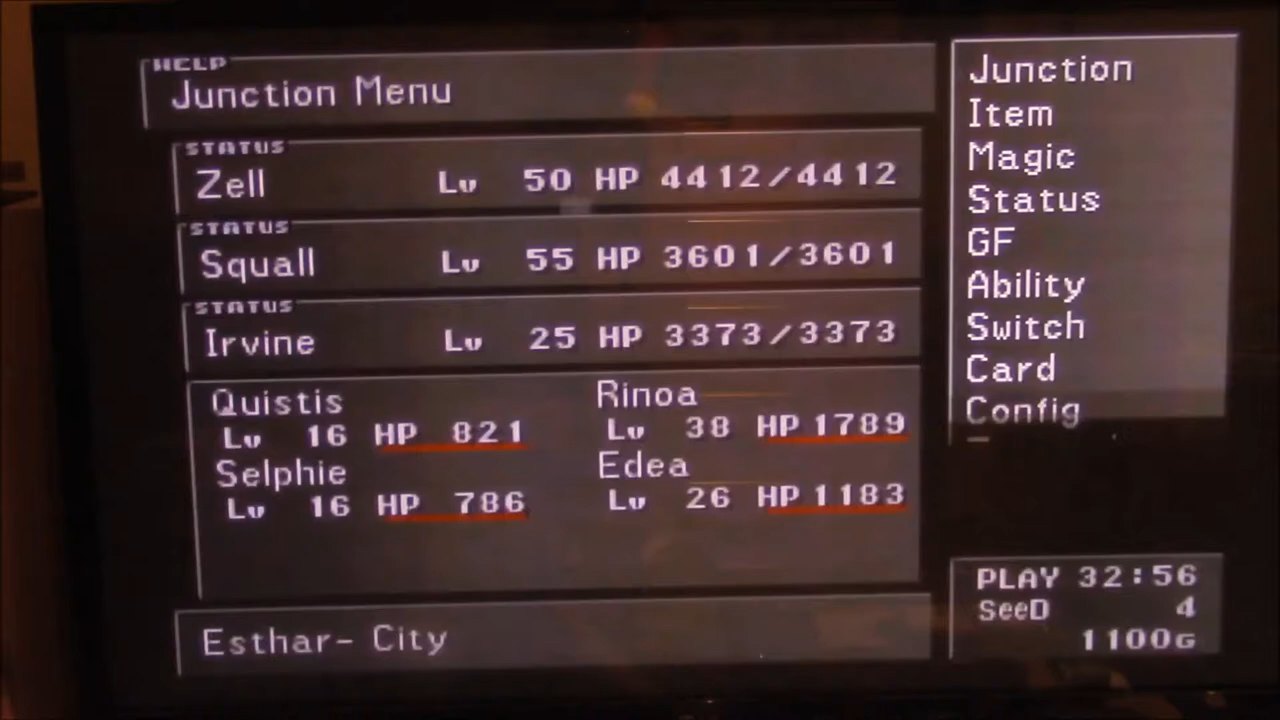 HELP
Junction Menu
STATUS
Zell Lv 50 HP 4412/4412
STATUS
Squall Lv 55 HP 3601/3601
STATUS
Irvine Lv 25 HP 3373/3373
Quistis
Lv 16 HP 821
Selphie
Lv 16 HP 786
Rinoa
Lv 38 HP 1789
Edea
Lv 26 HP 1183
Esthar- City
Junction
Item
Magic
Status
GF
Ability
Switch
Card
Config
PLAY 32:56
SeeD 4
1100G